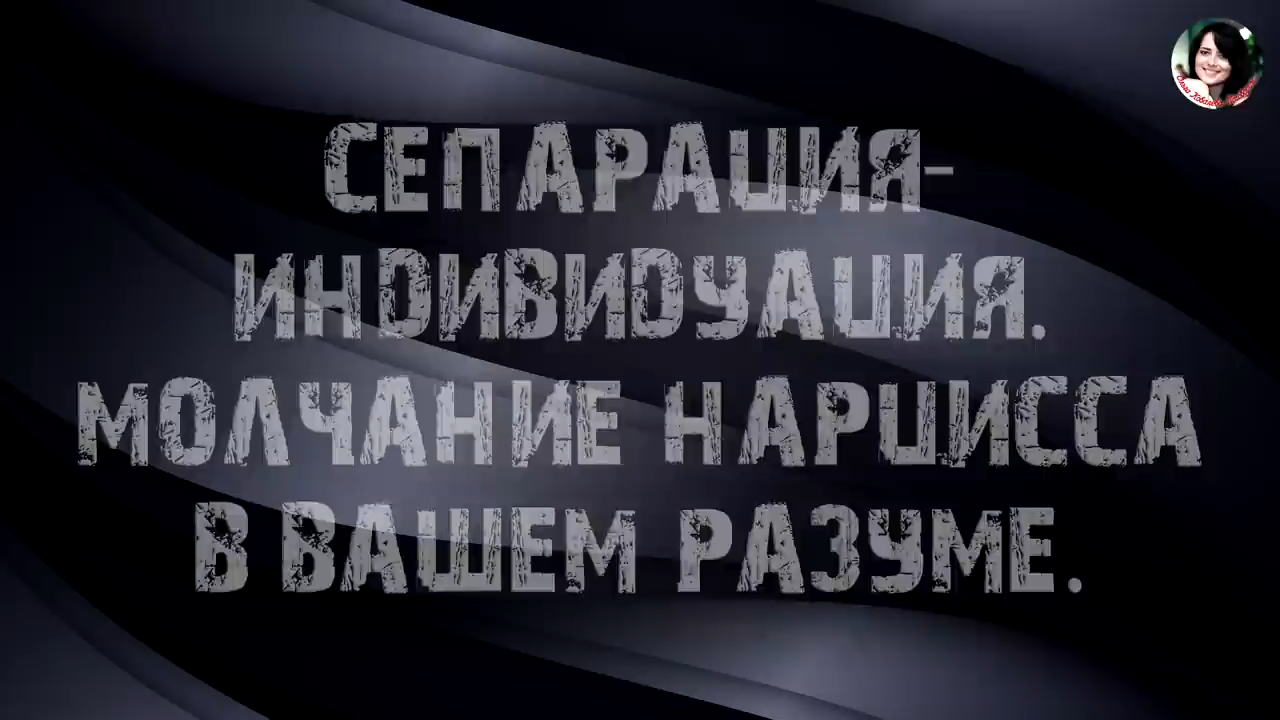 СЕПАРАЦИЯ-
ИНДИВИДУАЦИЯ.
МОЛЧАНИЕ НАРЦИССА
В ВАШЕМ РАЗУМЕ.